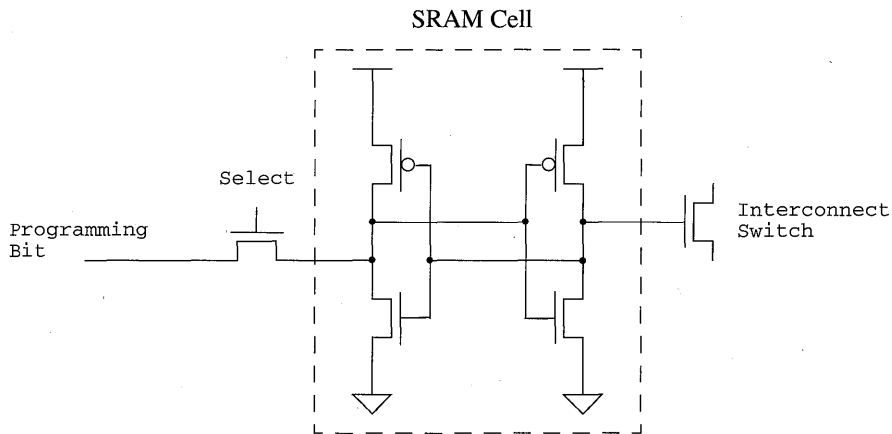 SRAM Cell
Select
Programming
Bit
Interconnect
Switch